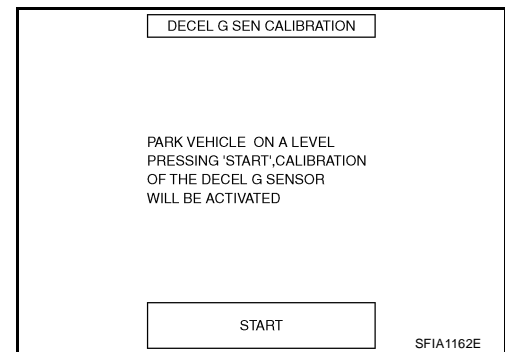 DECEL G SEN CALIBRATION
PARK VEHICLE ON A LEVEL
PRESSING 'START',CALIBRATION
OF THE DECEL G SENSOR
WILL BE ACTIVATED
START
SFIA1162E